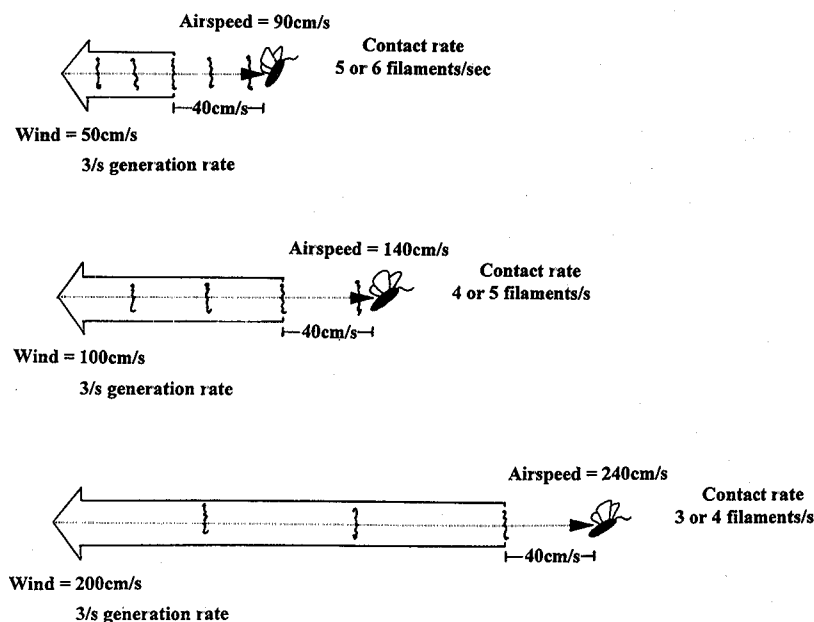 Airspeed = 90cm/s
Contact rate
5 or 6 filaments/sec
40cm/s
Wind = 50cm/s
3/s generation rate
Airspeed = 140cm/s
Contact rate
4 or 5 filaments/s
40cm/s
Wind = 100cm/s
3/s generation rate
Airspeed = 240cm/s
Contact rate
3 or 4 filaments/s
40cm/s
Wind = 200cm/s
3/s generation rate